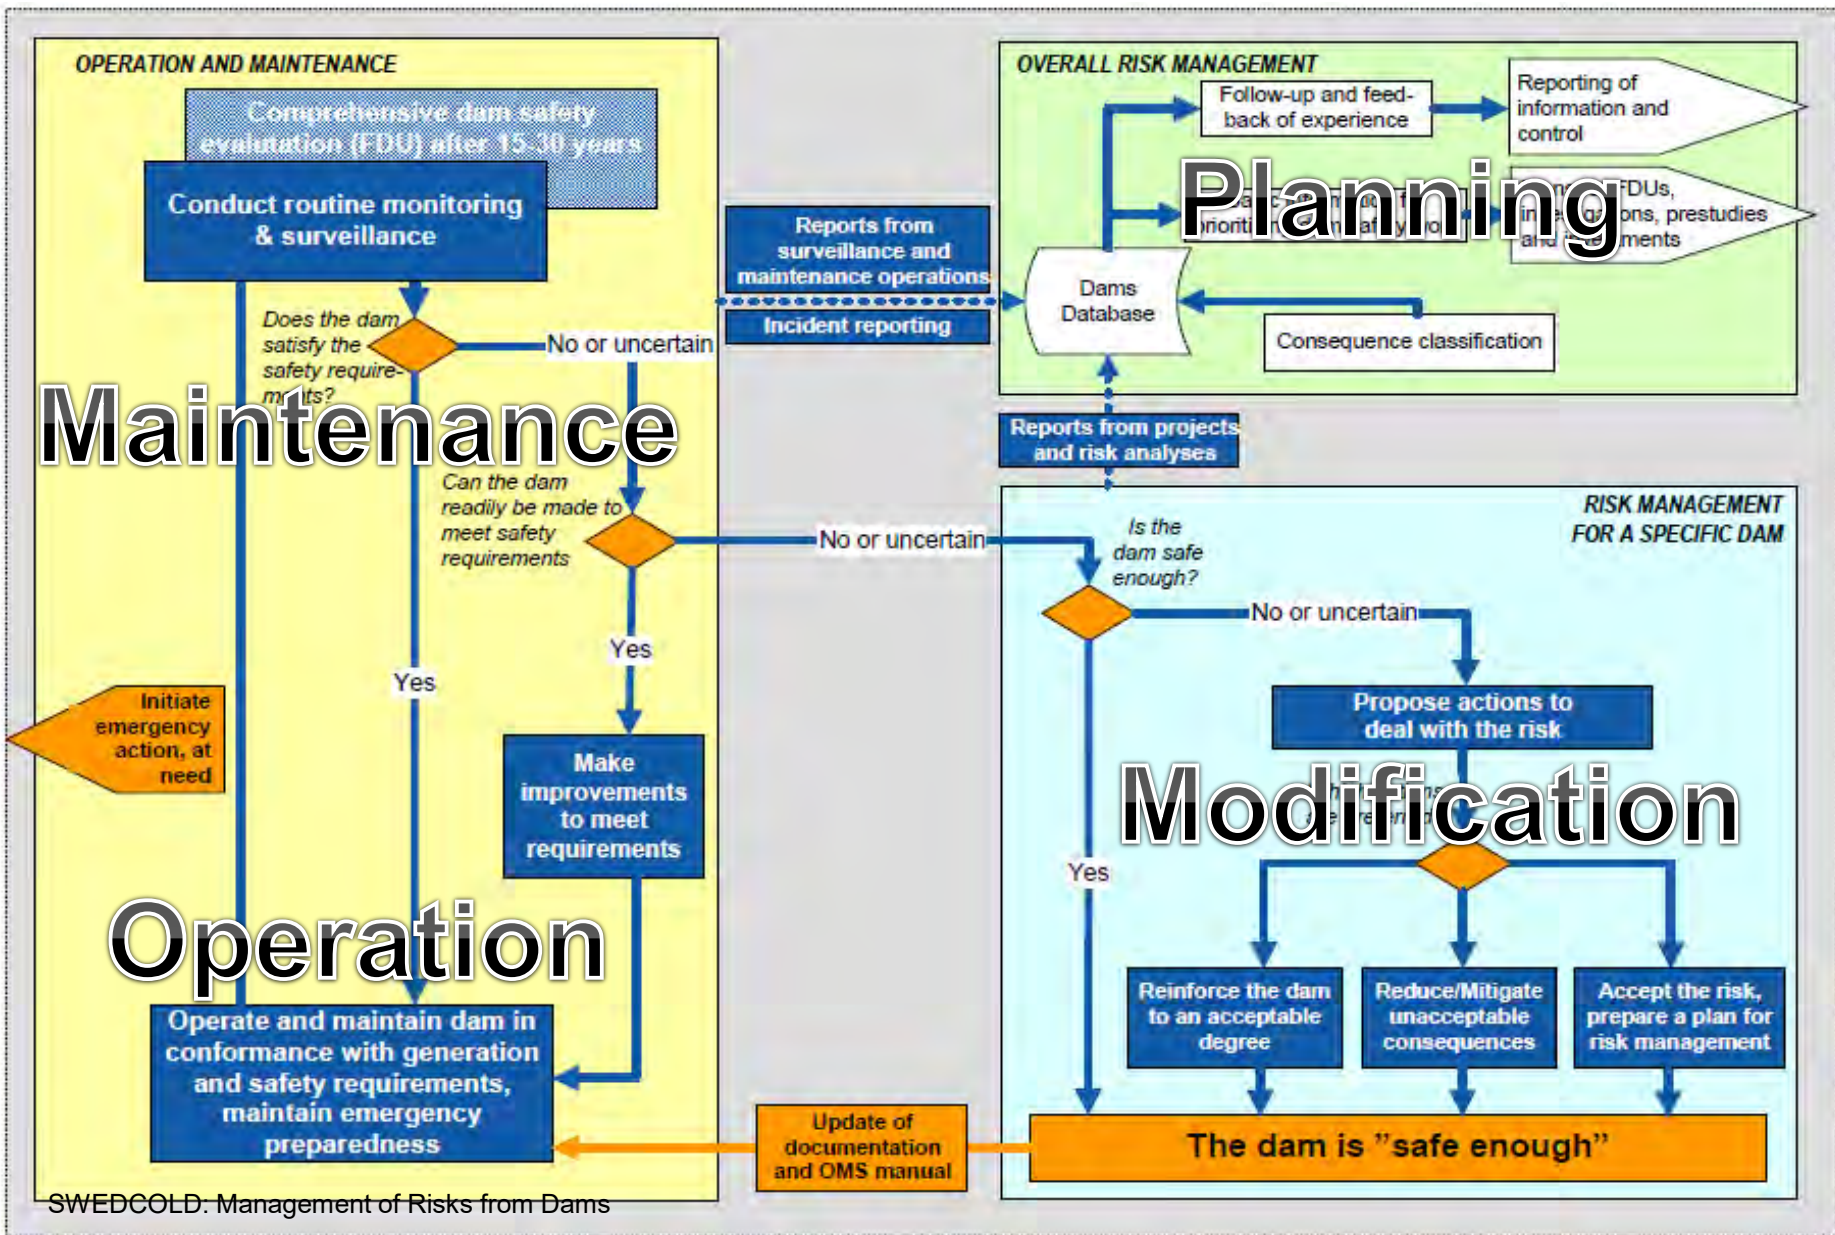 OPERATION AND MAINTENANCE
Comprehensive dam safety
evalutation (FDU) after 15-30 years
Conduct routine monitoring
& surveillance
Does the dam
satisfy the
safety require-
ments?
No or uncertain
Maintenance
Can the dam
readily be made to
meet safety
requirements
Yes
Yes
Initiate
emergency
action, at
need
Make
improvements
to meet
requirements
Operation
Operate and maintain dam in
conformance with generation
and safety requirements,
maintain emergency
preparedness
SWEDCOLD: Management of Risks from Dams
Reports from
surveillance and
maintenance operations
Incident reporting
No or uncertain
Update of
documentation
and OMS manual
OVERALL RISK MANAGEMENT
Follow-up and feed-
back of experience
Reporting of
information and
control
Planning
FDUs,
prestudies
and
Dams
Database
Consequence classification
Reports from projects
and risk analyses
RISK MANAGEMENT
FOR A SPECIFIC DAM
Is the
dam safe
enough?
No or uncertain
Propose actions to
deal with the risk
Modification
Yes
Reinforce the dam
to an acceptable
degree
Reduce/Mitigate
unacceptable
consequences
Accept the risk,
prepare a plan for
risk management
The dam is ”safe enough”